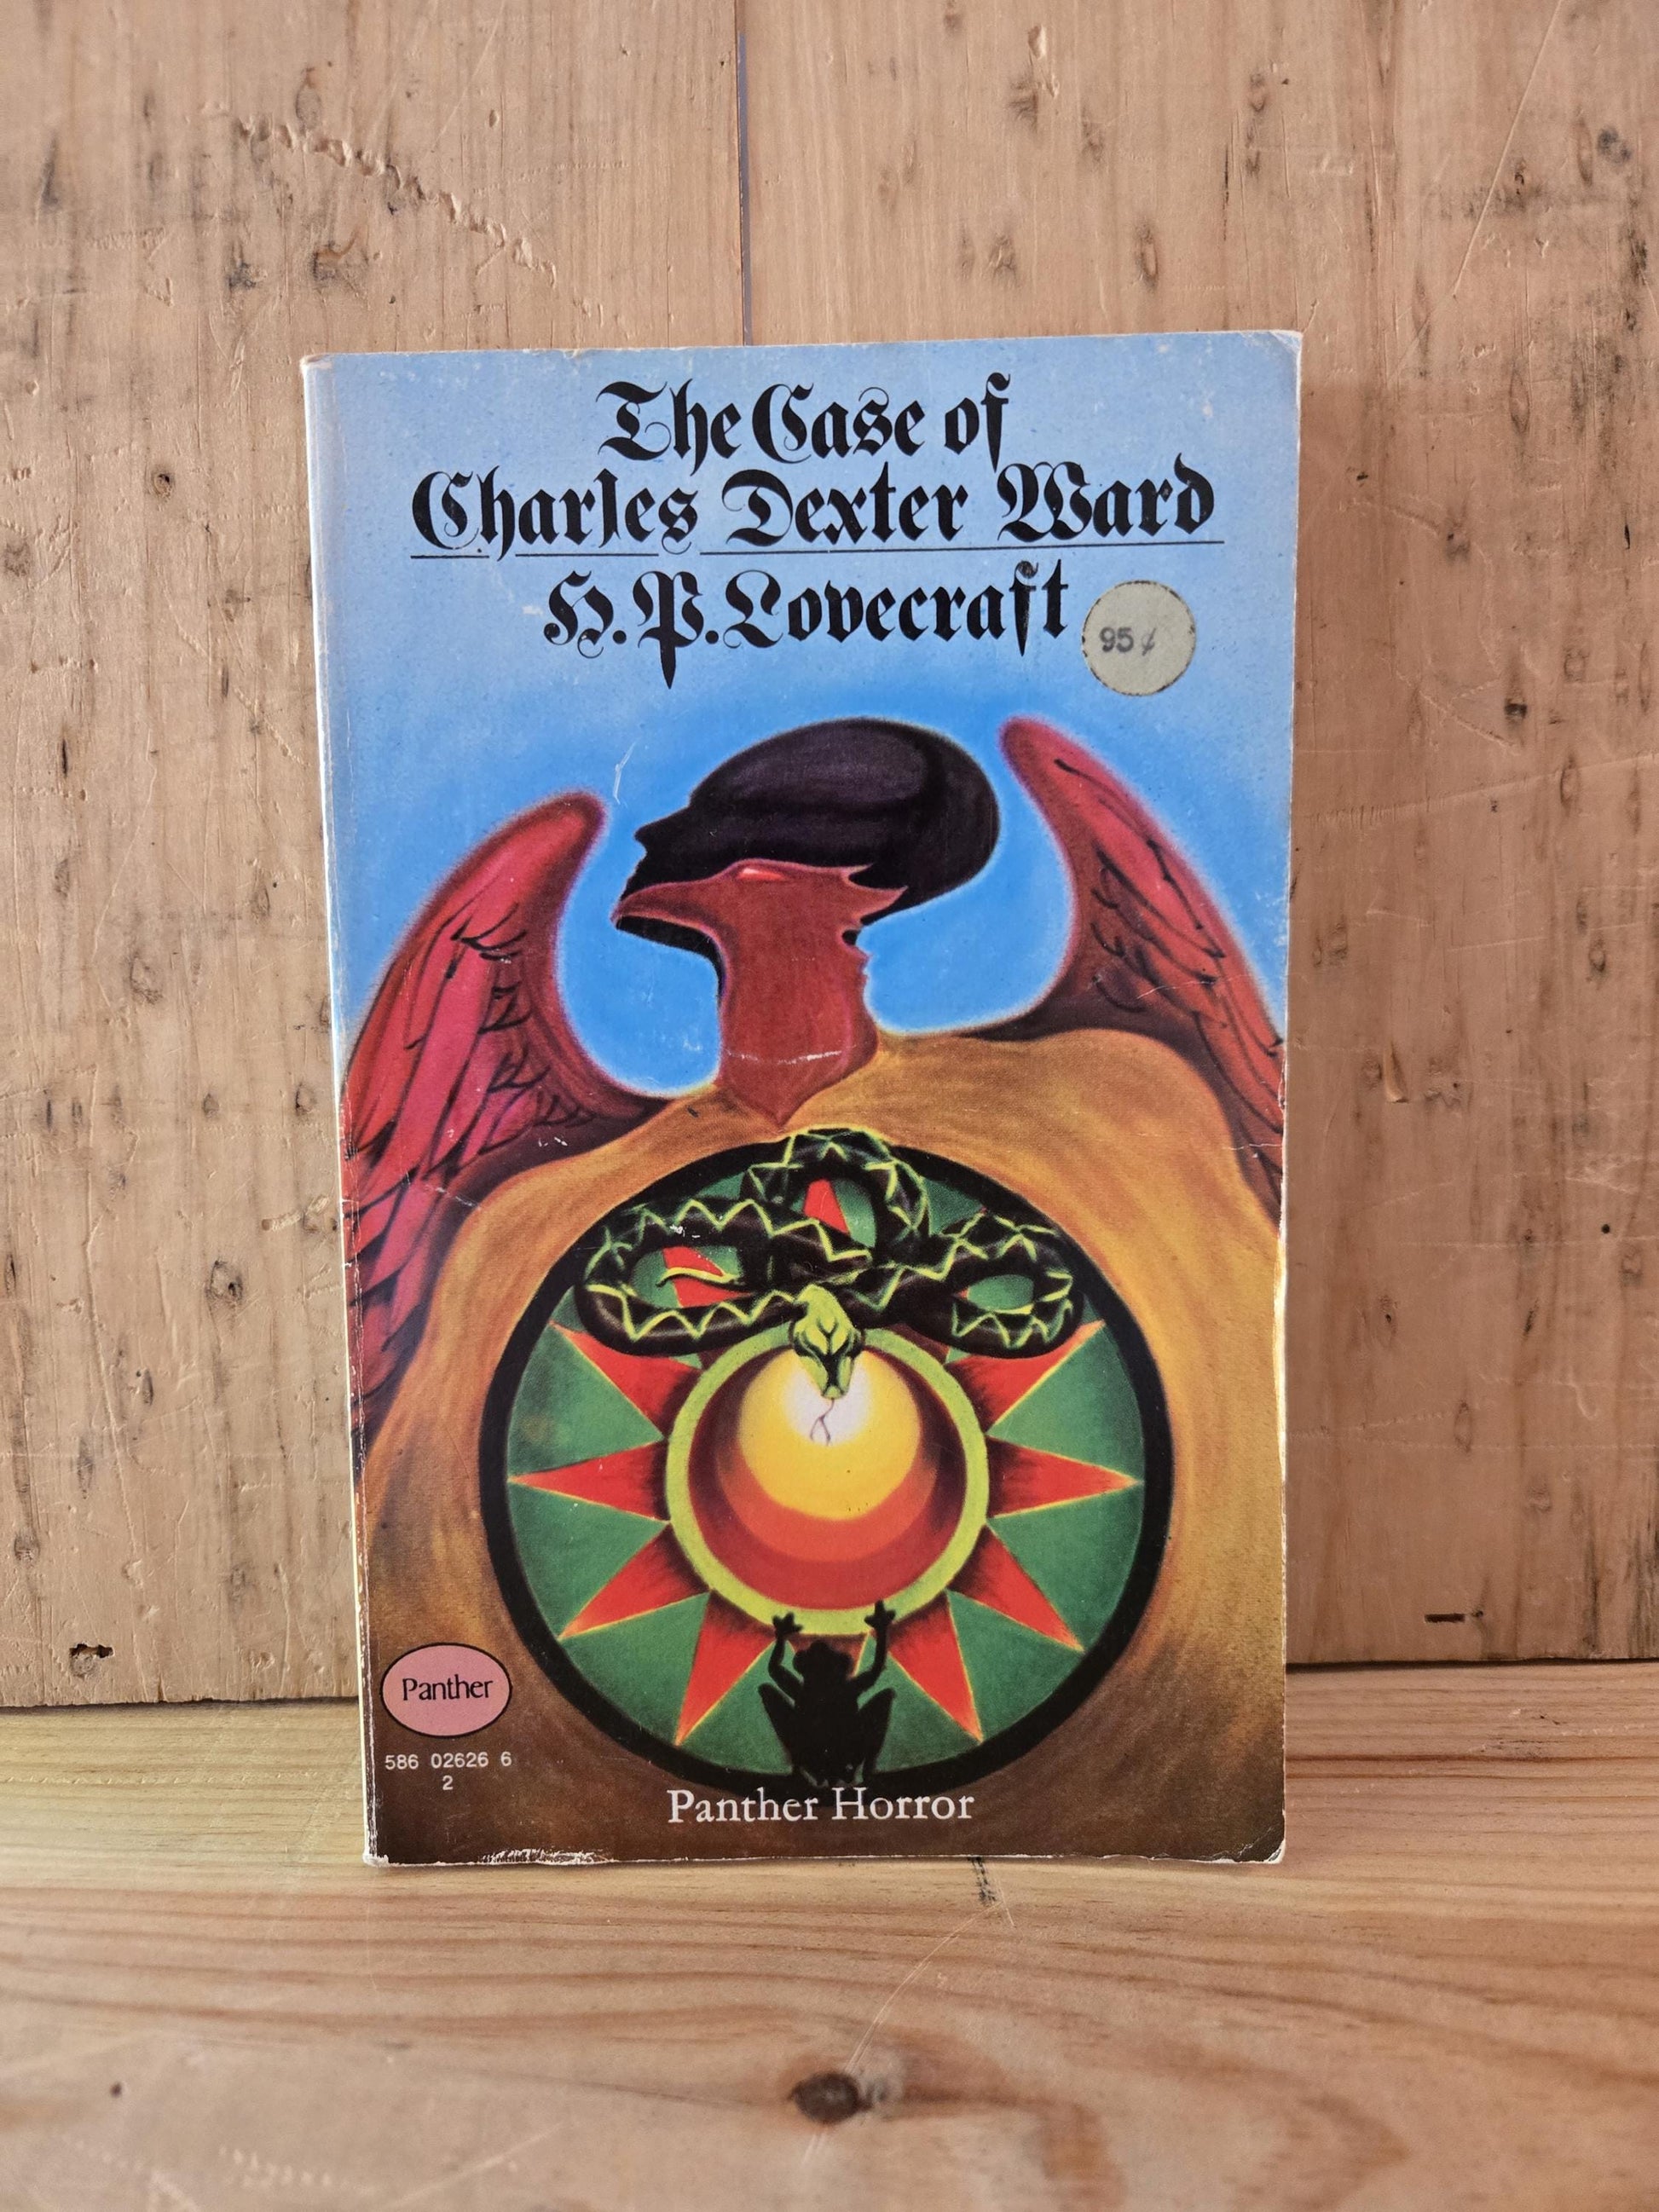 The Case of
Charles Dexter Ward
H.P. Lovecraft
95¢
Panther
586 02626 6
2
Panther Horror